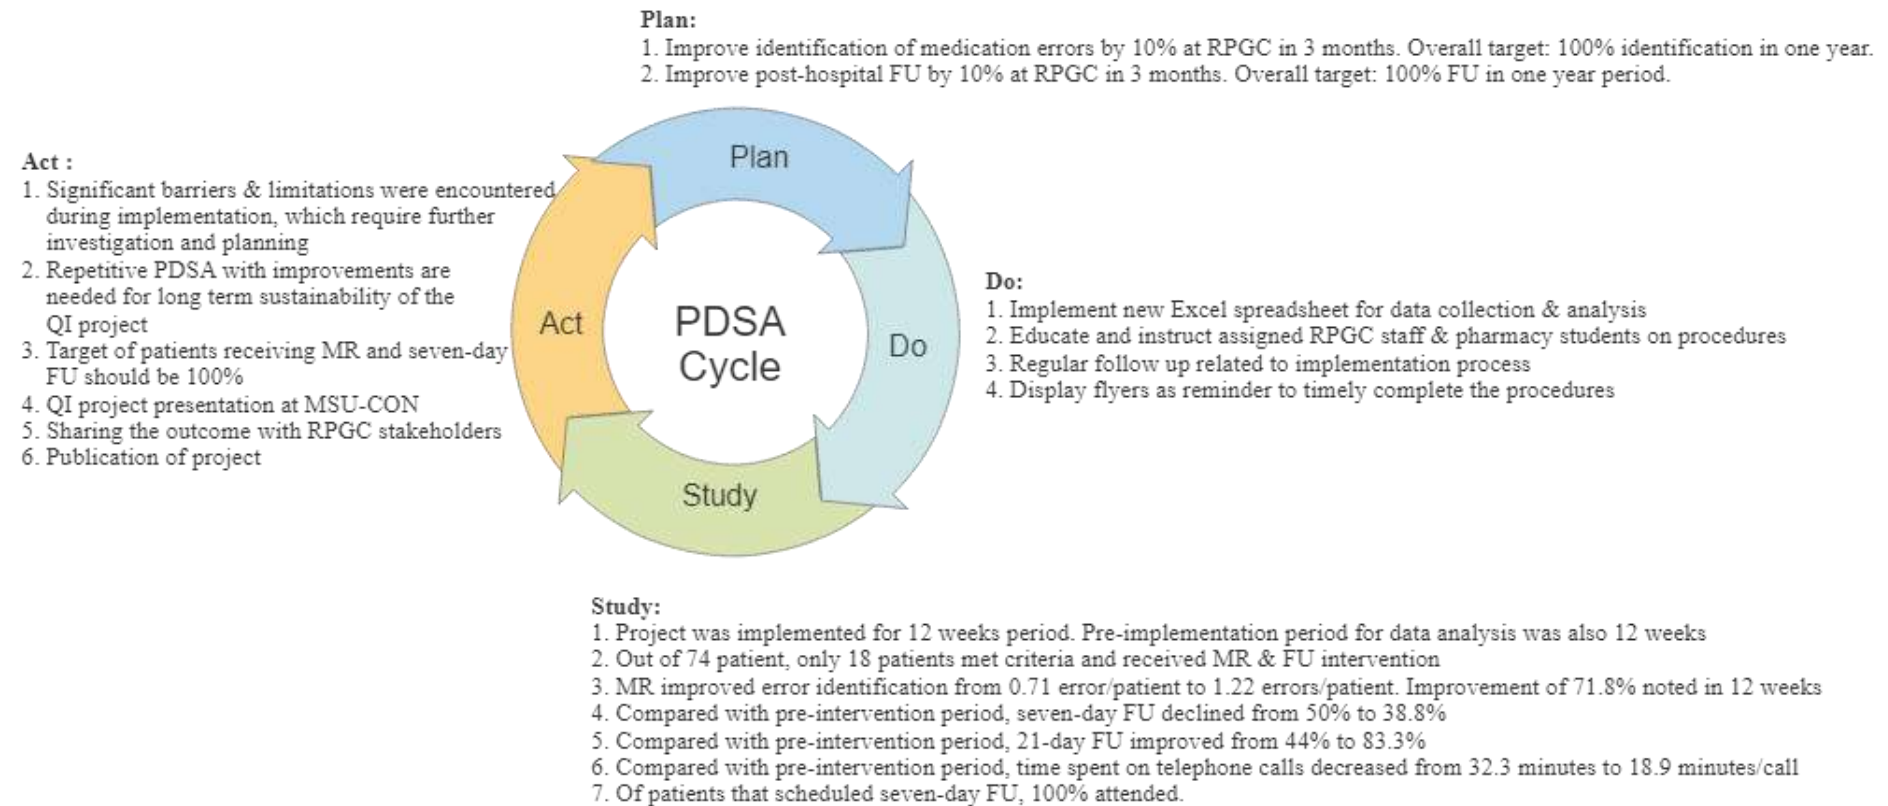 Plan:
1. Improve identification of medication errors by 10% at RPGC in 3 months. Overall target: 100% identification in one year.
2. Improve post-hospital FU by 10% at RPGC in 3 months. Overall target: 100% FU in one year period.
Act :
1. Significant barriers & limitations were encountered
during implementation, which require further
investigation and planning
2. Repetitive PDSA with improvements are
needed for long term sustainability of the
QI project
3. Target of patients receiving MR and seven-day
FU should be 100%
4. QI project presentation at MSU-CON
5. Sharing the outcome with RPGC stakeholders
6. Publication of project
Plan
Act
PDSA
Cycle
Do
Study
Do:
1. Implement new Excel spreadsheet for data collection & analysis
2. Educate and instruct assigned RPGC staff & pharmacy students on procedures
3. Regular follow up related to implementation process
4. Display flyers as reminder to timely complete the procedures
Study:
1. Project was implemented for 12 weeks period. Pre-implementation period for data analysis was also 12 weeks
2. Out of 74 patient, only 18 patients met criteria and received MR & FU intervention
3. MR improved error identification from 0.71 error/patient to 1.22 errors/patient. Improvement of 71.8% noted in 12 weeks
4. Compared with pre-intervention period, seven-day FU declined from 50% to 38.8%
5. Compared with pre-intervention period, 21-day FU improved from 44% to 83.3%
6. Compared with pre-intervention period, time spent on telephone calls decreased from 32.3 minutes to 18.9 minutes/call
7. Of patients that scheduled seven-day FU, 100% attended.